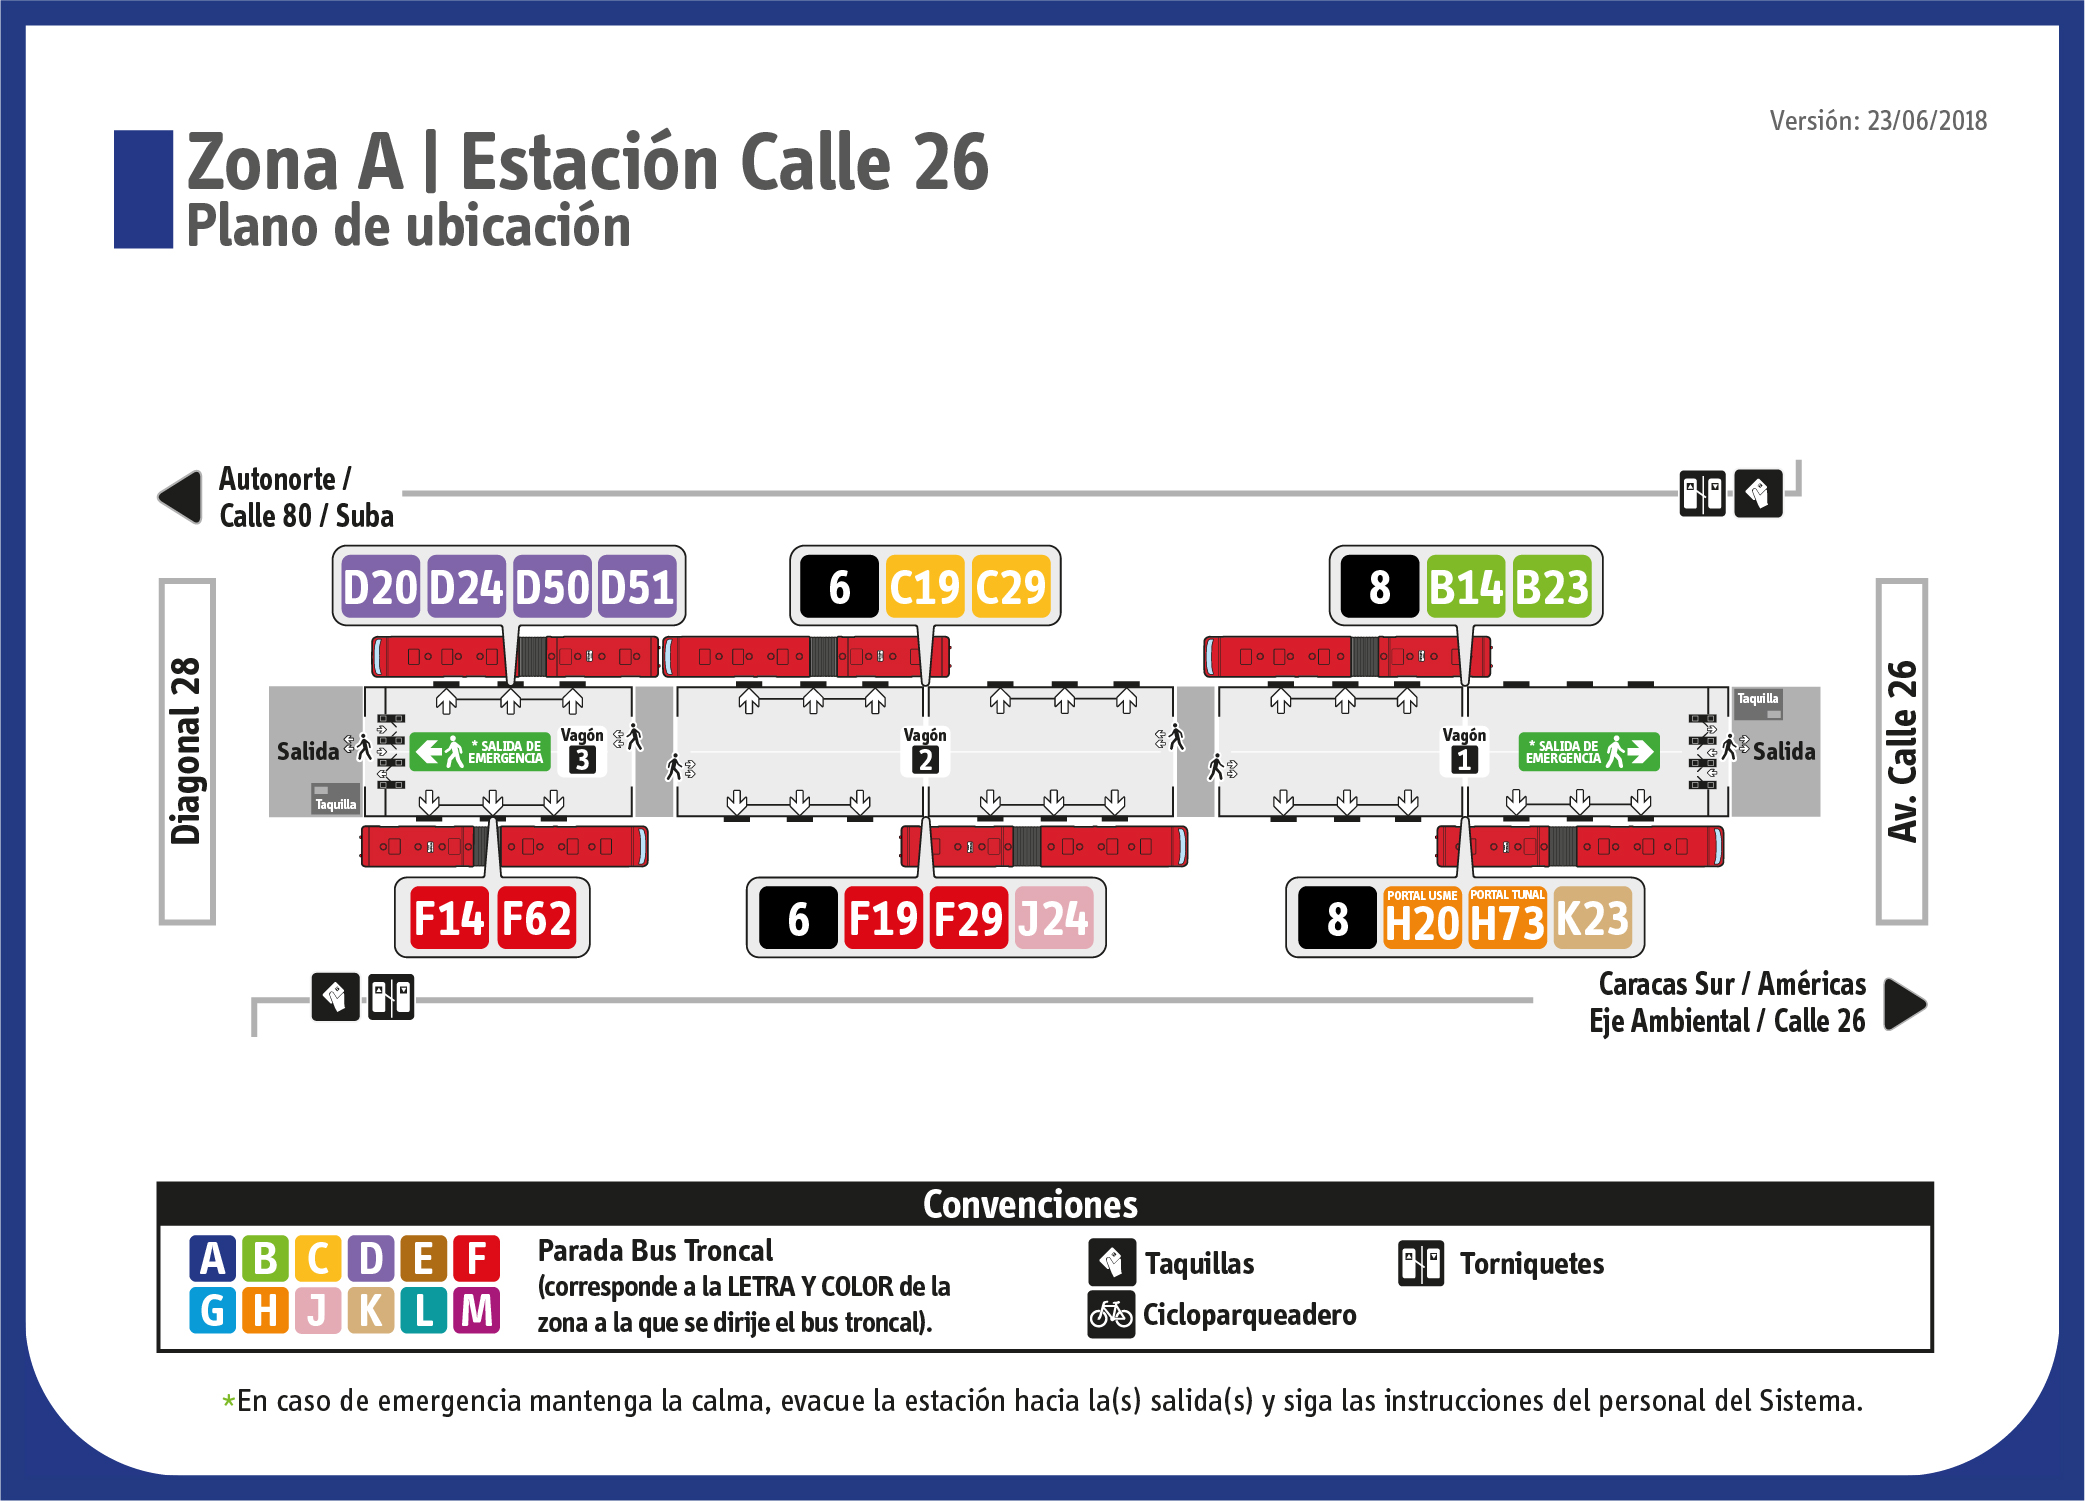 Versión: 23/06/2018
Zona A | Estación Calle 26
Plano de ubicación
Autonorte /
Calle 80 / Suba
D20 D24 D50 D51
6 C19 C29
8 B14 B23
Diagonal 28
Salida
Taquilla
* SALIDA DE
EMERGENCIA
Vagón
3
Vagón
2
Vagón
1
* SALIDA DE
EMERGENCIA
Taquilla
Salida
Av. Calle 26
F14 F62
6 F19 F29 J24
8 PORTAL USME H20 PORTAL TUNAL H73 K23
Caracas Sur / Américas
Eje Ambiental / Calle 26
Convenciones
A B C D E F
G H J K L M
Parada Bus Troncal
(corresponde a la LETRA Y COLOR de la
zona a la que se dirije el bus troncal).
Taquillas
Cicloparqueadero
Torniquetes
*En caso de emergencia mantenga la calma, evacue la estación hacia la(s) salida(s) y siga las instrucciones del personal del Sistema.